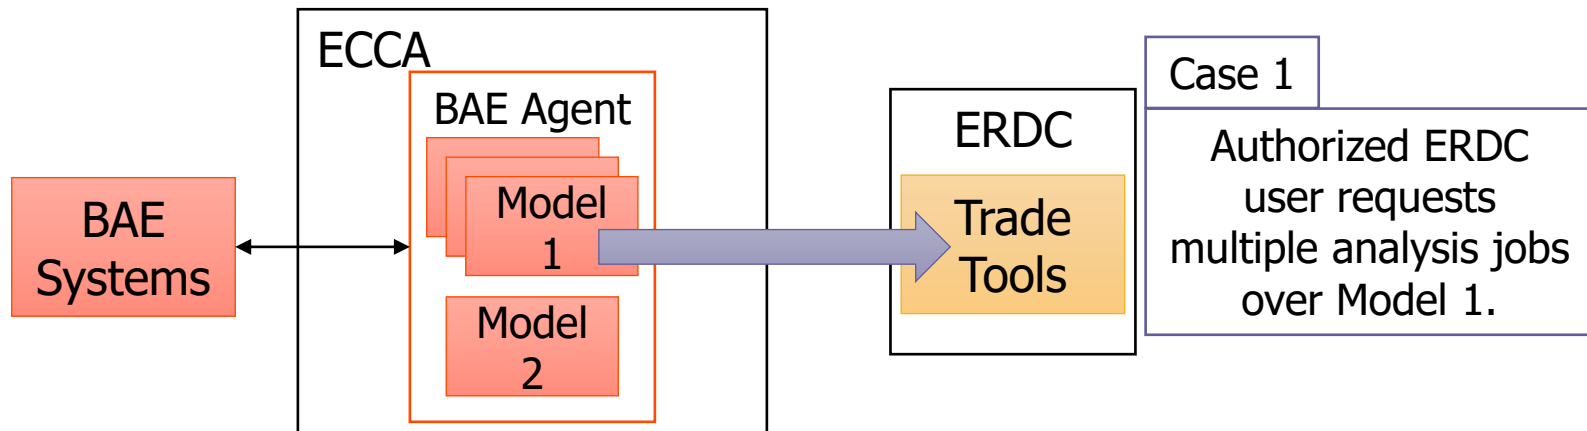 ECCA
BAE Agent
Model
1
Model
2
BAE
Systems
ERDC
Trade
Tools
Case 1
Authorized ERDC
user requests
multiple analysis jobs
over Model 1.